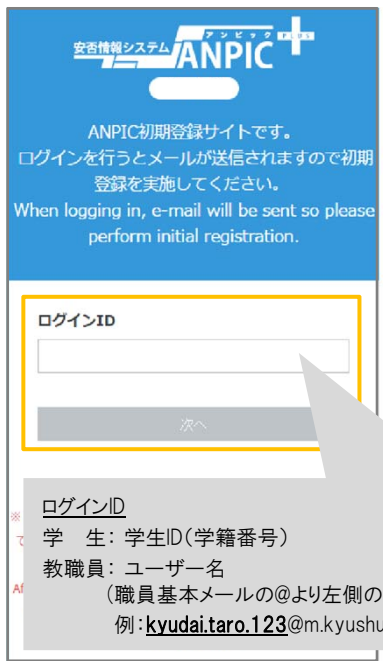 アンピック PLUS
安否情報システム ANPIC
ANPIC初期登録サイトです。
ログインを行うとメールが送信されますので初期
登録を実施してください。
When logging in, e-mail will be sent so please
perform initial registration.
ログインID
次へ
ログインID
学　生： 学生ID（学籍番号）
教職員： ユーザー名
（職員基本メールの@より左側の
例：kyudai.taro.123@m.kyushu
※
て
Af